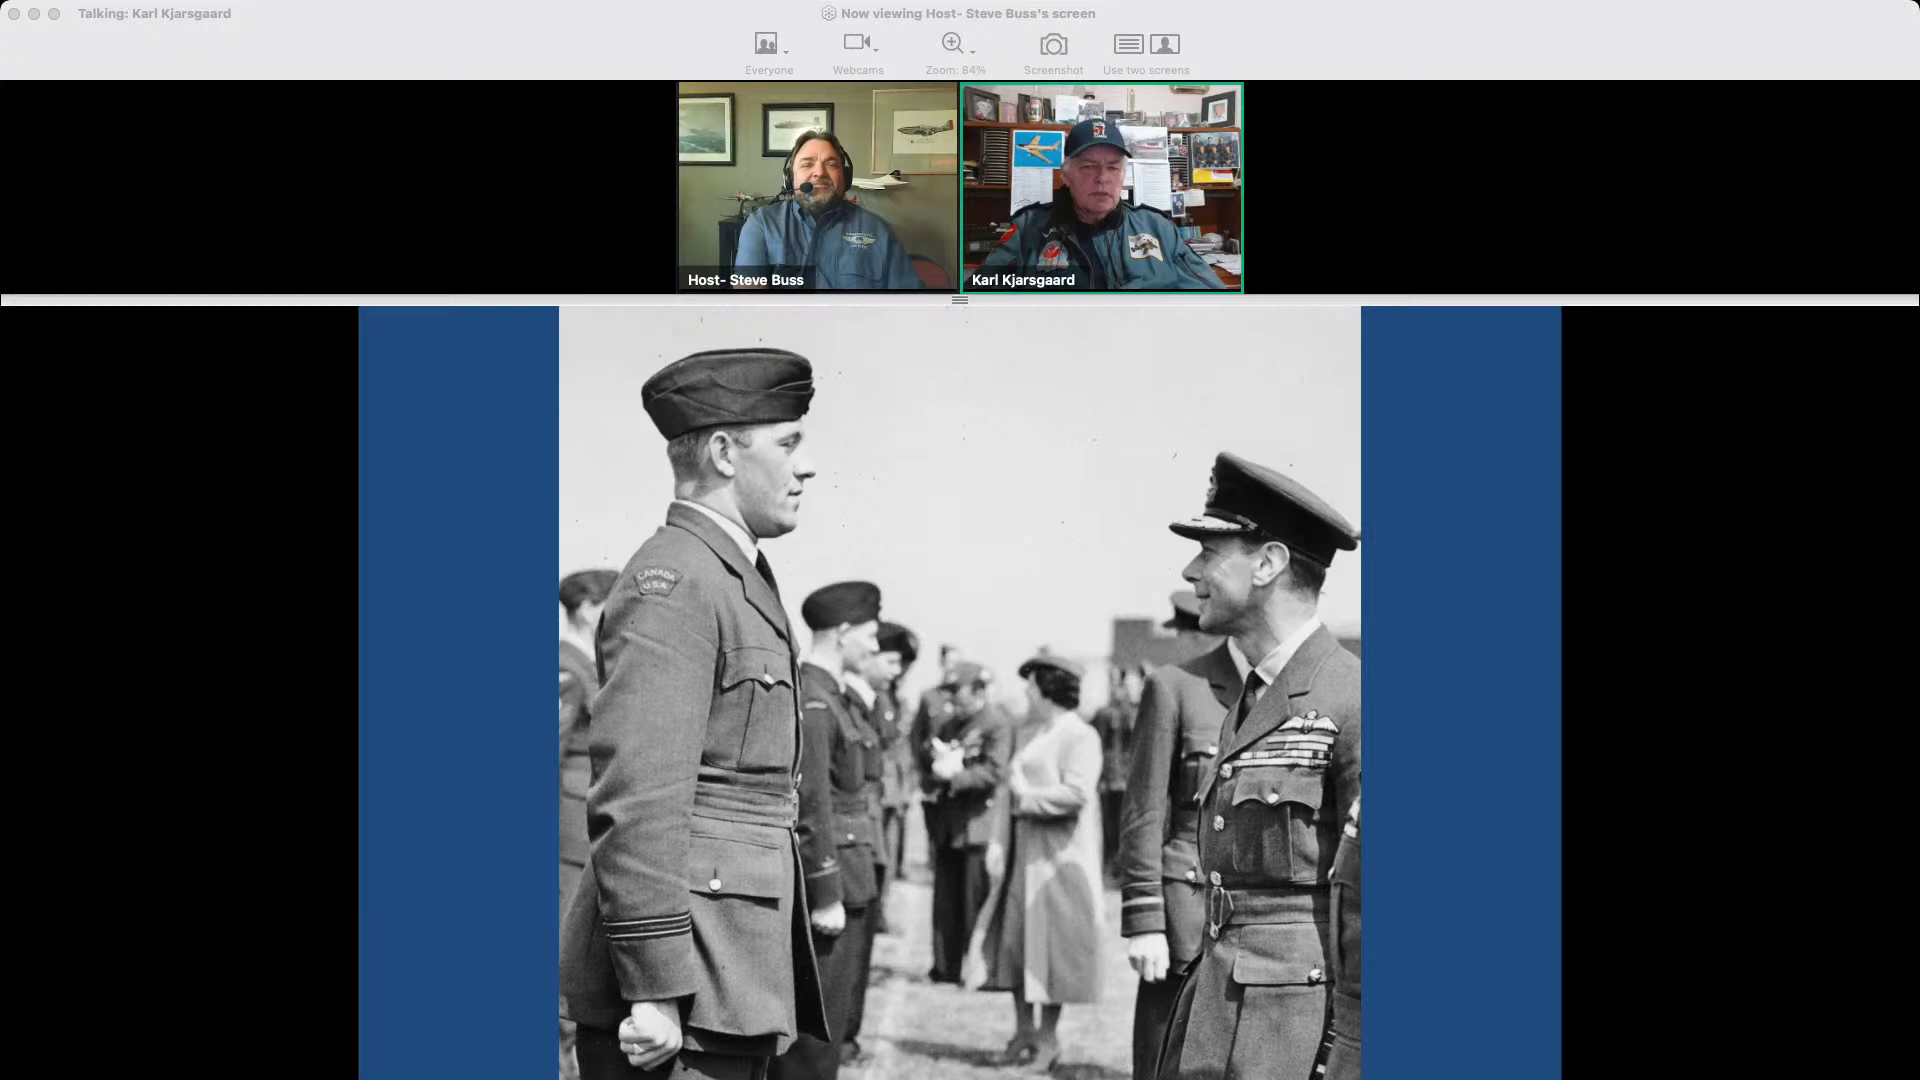 Talking: Karl Kjarsgaard
Now viewing Host- Steve Buss's screen
Everyone
Webcams
Zoom: 84%
Screenshot
Use two screens
57
Host- Steve Buss
Karl Kjarsgaard
CANADA
U.S.A.